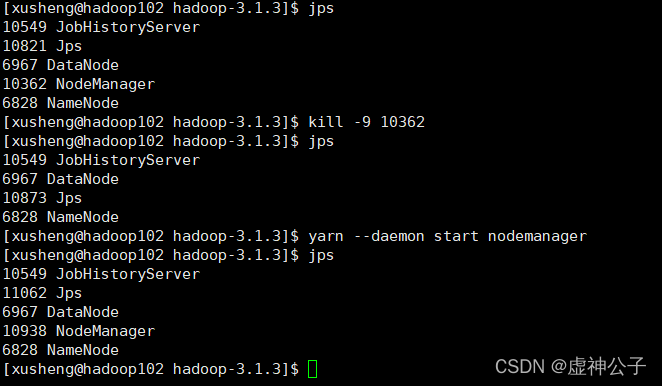 [xusheng@hadoop102 hadoop-3.1.3]$ jps
10549 JobHistoryServer
10821 Jps
6967 DataNode
10362 NodeManager
6828 NameNode
[xusheng@hadoop102 hadoop-3.1.3]$ kill -9 10362
[xusheng@hadoop102 hadoop-3.1.3]$ jps
10549 JobHistoryServer
6967 DataNode
10873 Jps
6828 NameNode
[xusheng@hadoop102 hadoop-3.1.3]$ yarn --daemon start nodemanager
[xusheng@hadoop102 hadoop-3.1.3]$ jps
10549 JobHistoryServer
11062 Jps
6967 DataNode
10938 NodeManager
6828 NameNode
[xusheng@hadoop102 hadoop-3.1.3]$
CSDN @虚神公子